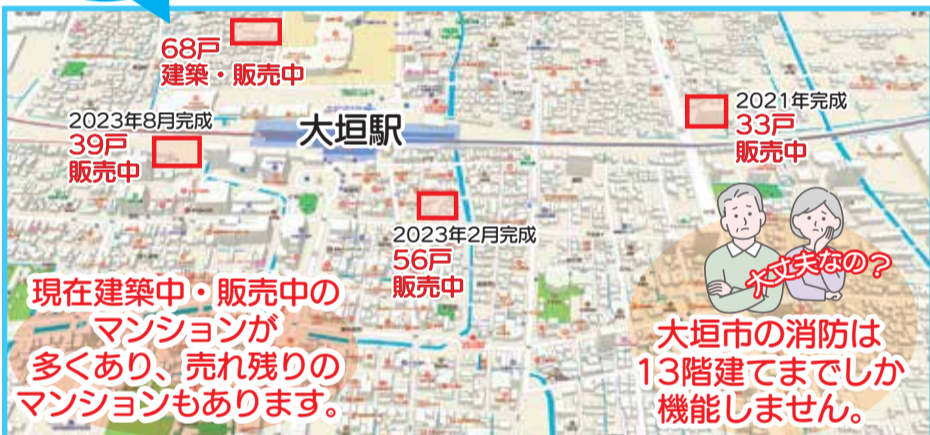 68戸
建築・販売中
2023年8月完成
39戸
販売中
大垣駅
2021年完成
33戸
販売中
2023年2月完成
56戸
販売中
大丈夫なの？
現在建築中・販売中の
マンションが
多くあり、売れ残りの
マンションもあります。
大垣市の消防は
13階建てまでしか
機能しません。